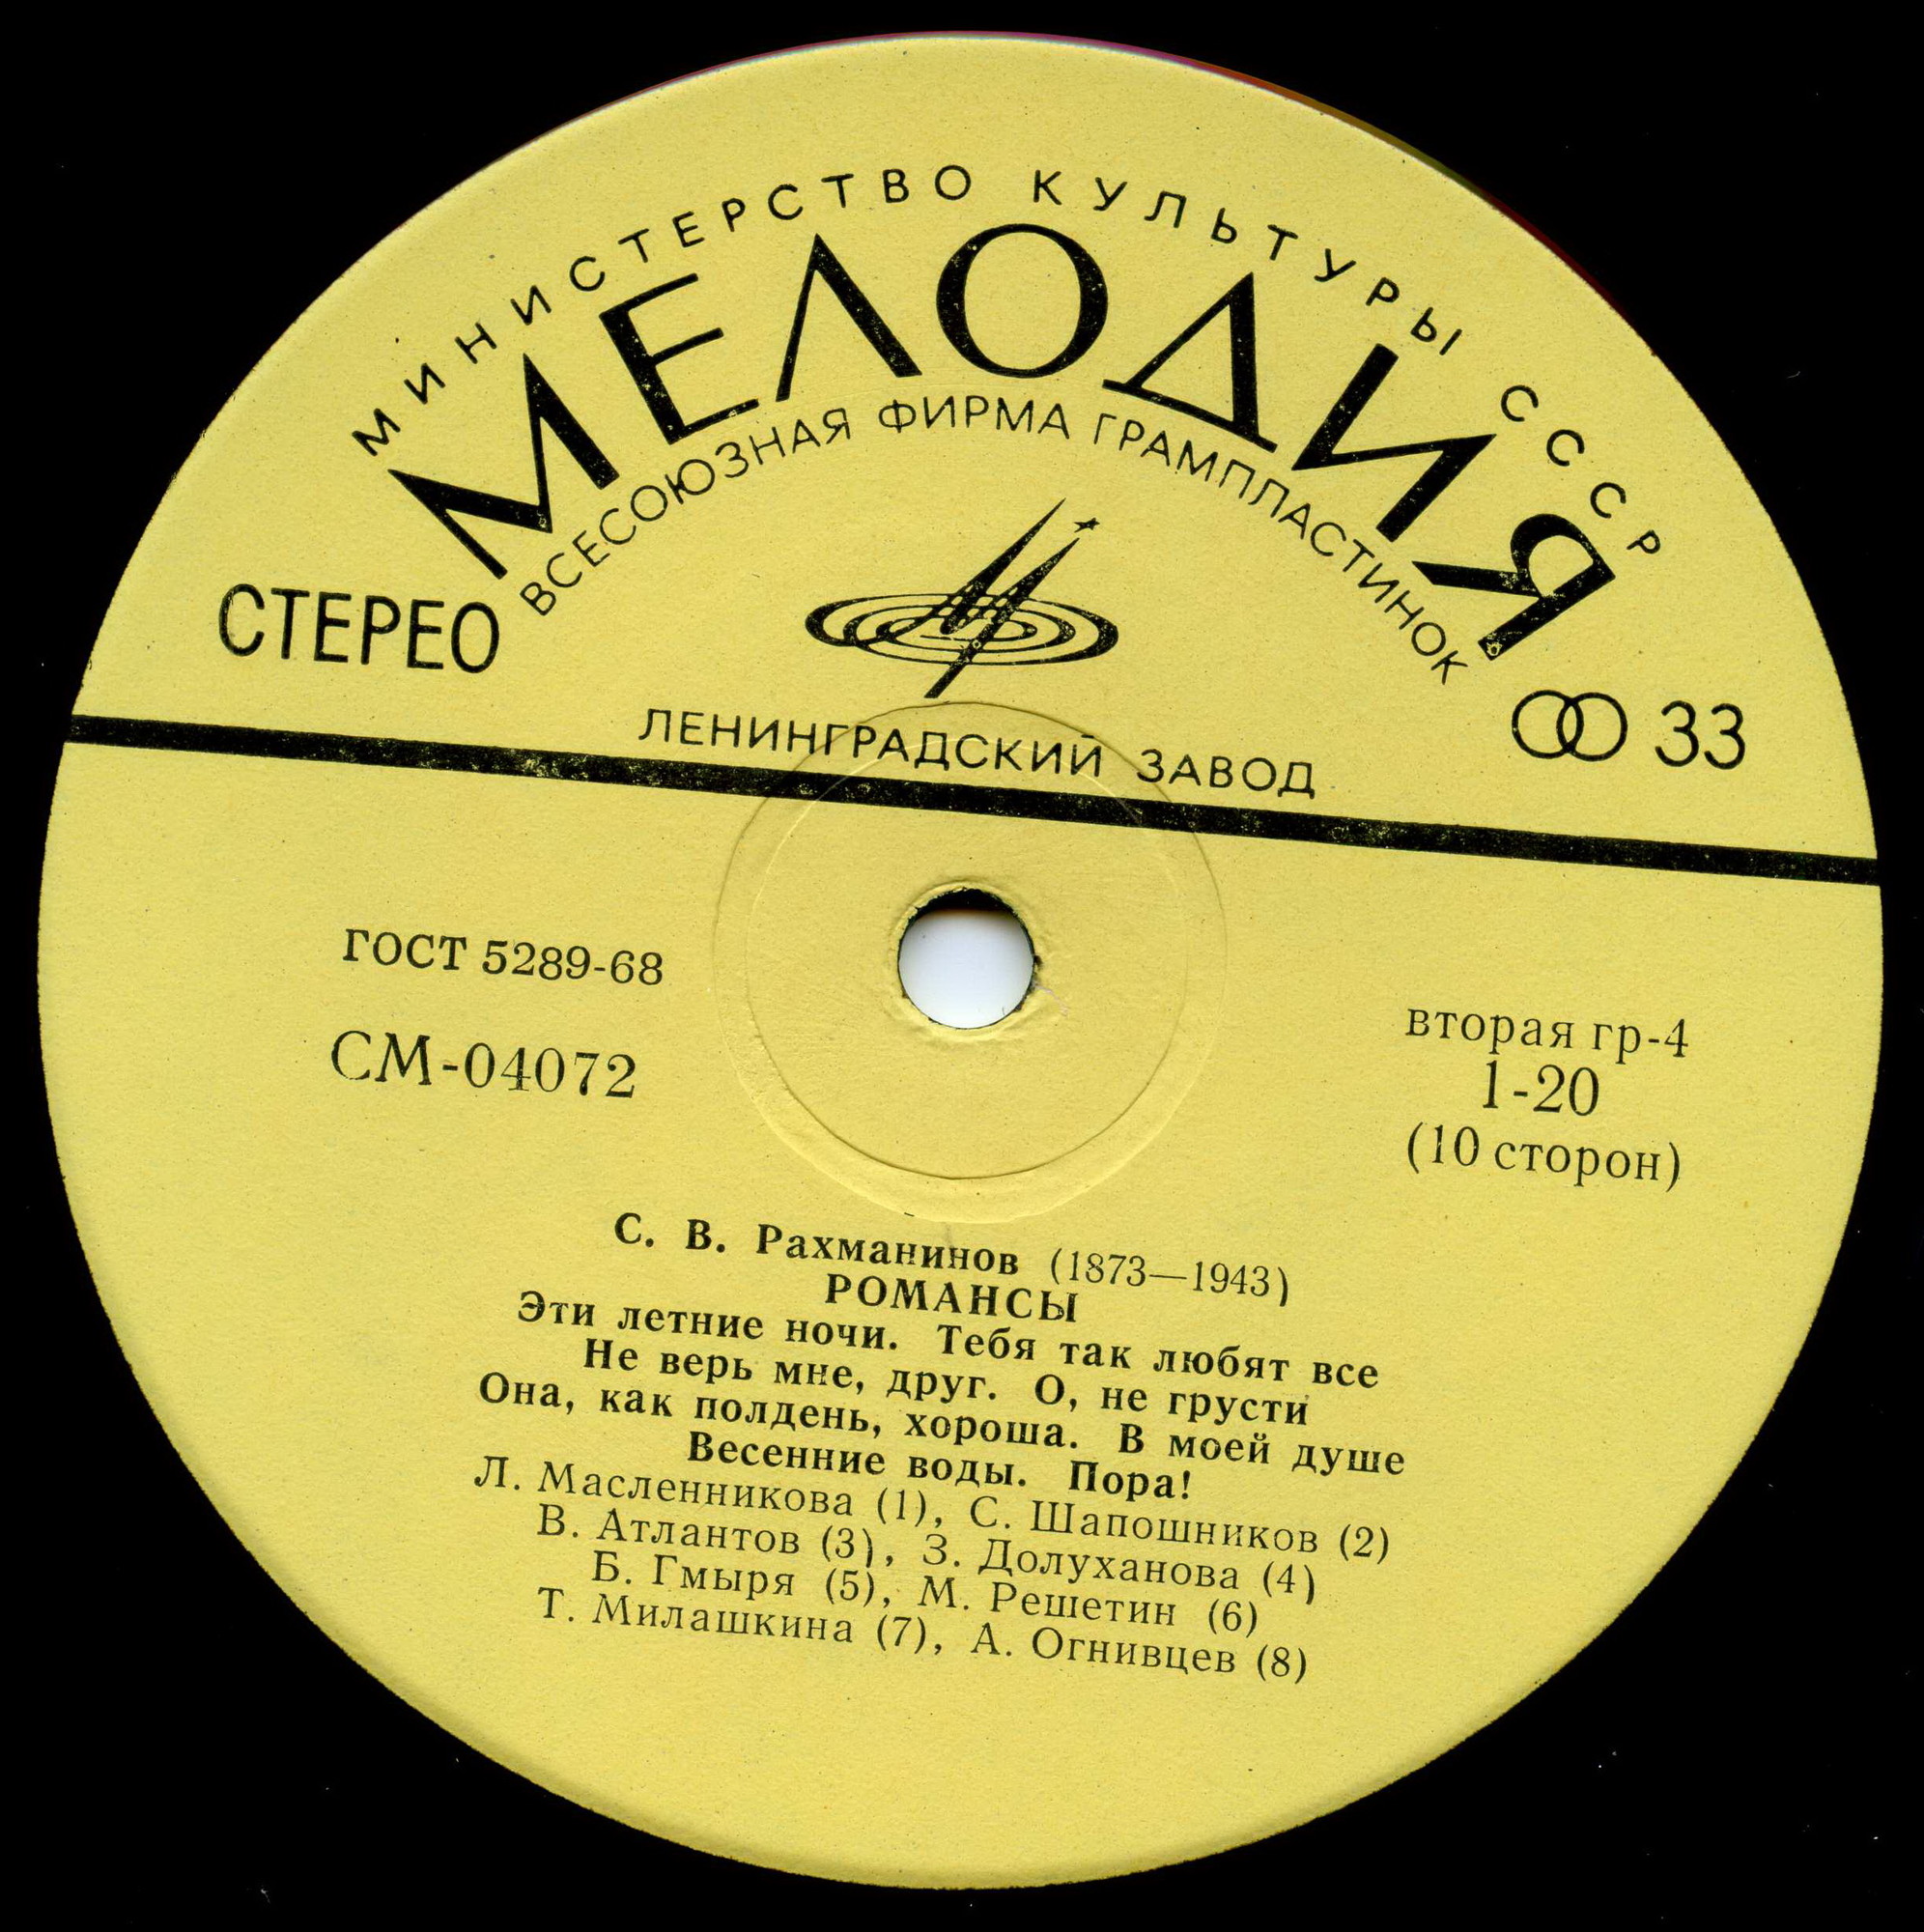 МИНИСТЕРСТВО КУЛЬТУРЫ СССР
МЕЛОДИЯ
ВСЕСОЮЗНАЯ ФИРМА ГРАМПЛАСТИНОК
СТЕРЕО
33
ЛЕНИНГРАДСКИЙ ЗАВОД
ГОСТ 5289-68
СМ-04072
вторая гр-4
1-20
(10 сторон)
С. В. Рахманинов (1873—1943)
РОМАНСЫ
Эти летние ночи. Тебя так любят все
Не верь мне, друг. О, не грусти
Она, как полдень, хороша. В моей душе
Весенние воды. Пора!
Л. Масленникова (1), С. Шапошников (2)
В. Атлантов (3), З. Долуханова (4)
Б. Гмыря (5), М. Решетин (6)
Т. Милашкина (7), А. Огнивцев (8)